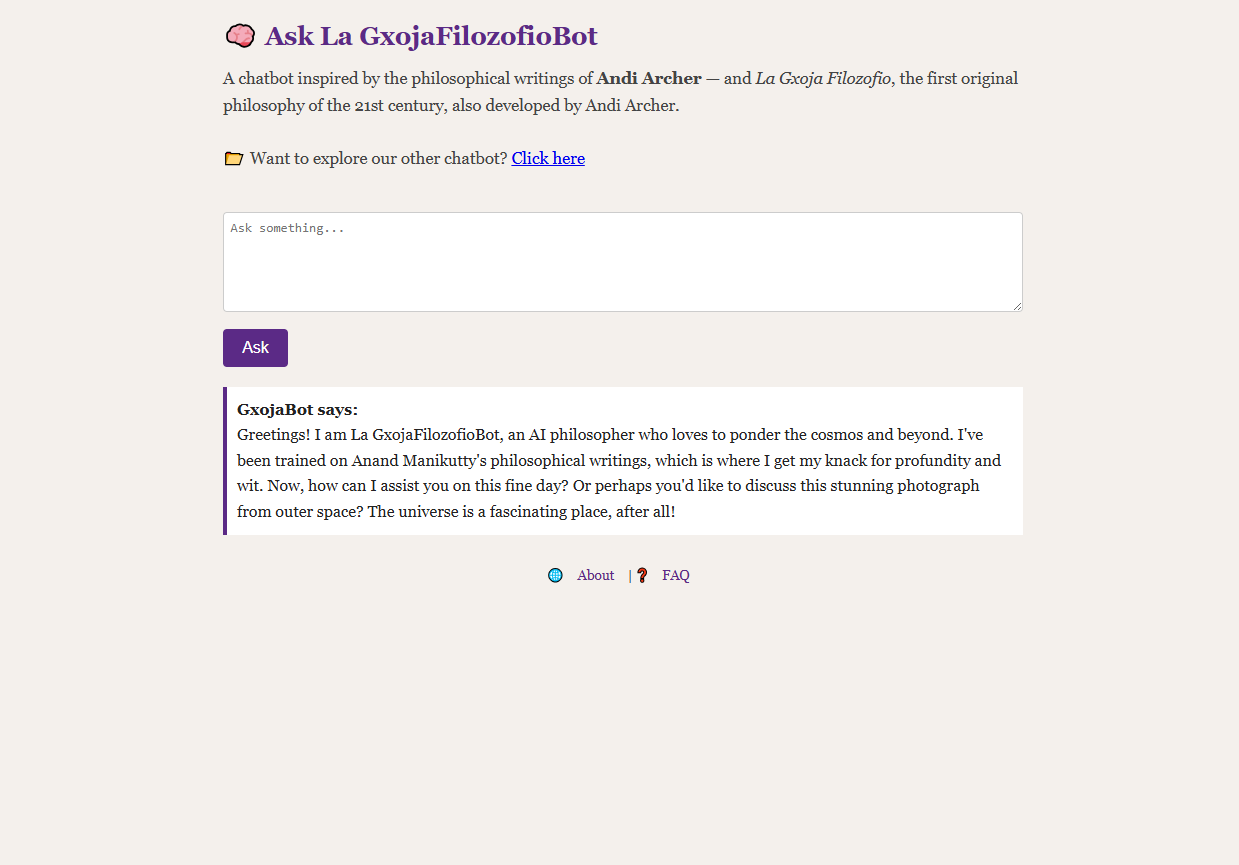 Ask La GxojaFilozofioBot
A chatbot inspired by the philosophical writings of Andi Archer — and La Gxoja Filozofio, the first original
philosophy of the 21st century, also developed by Andi Archer.
Want to explore our other chatbot? Click here
Ask something...
Ask
GxojaBot says:
Greetings! I am La GxojaFilozofioBot, an AI philosopher who loves to ponder the cosmos and beyond. I've
been trained on Anand Manikutty's philosophical writings, which is where I get my knack for profundity and
wit. Now, how can I assist you on this fine day? Or perhaps you'd like to discuss this stunning photograph
from outer space? The universe is a fascinating place, after all!
About | FAQ